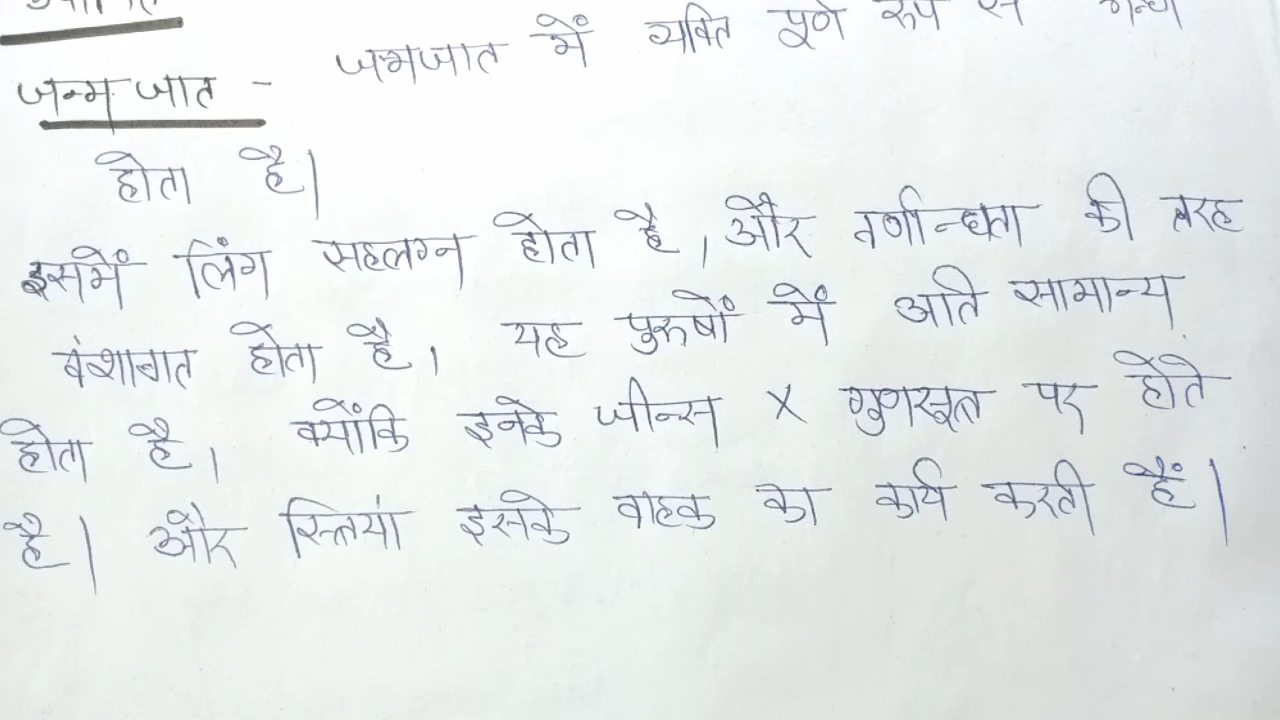 जन्म जात - जन्मजात में व्यक्ति पूर्ण रूप से
होता है।
इसमें लिंग सहलग्न होता है, और वर्णान्धता की तरह
वंशागत होता है, यह पुरुषों में अति सामान्य
होता है, क्योंकि इनके जीन्स X गुणसूत्र पर होते
है। और स्त्रियां इसके वाहक का कार्य करती हैं।